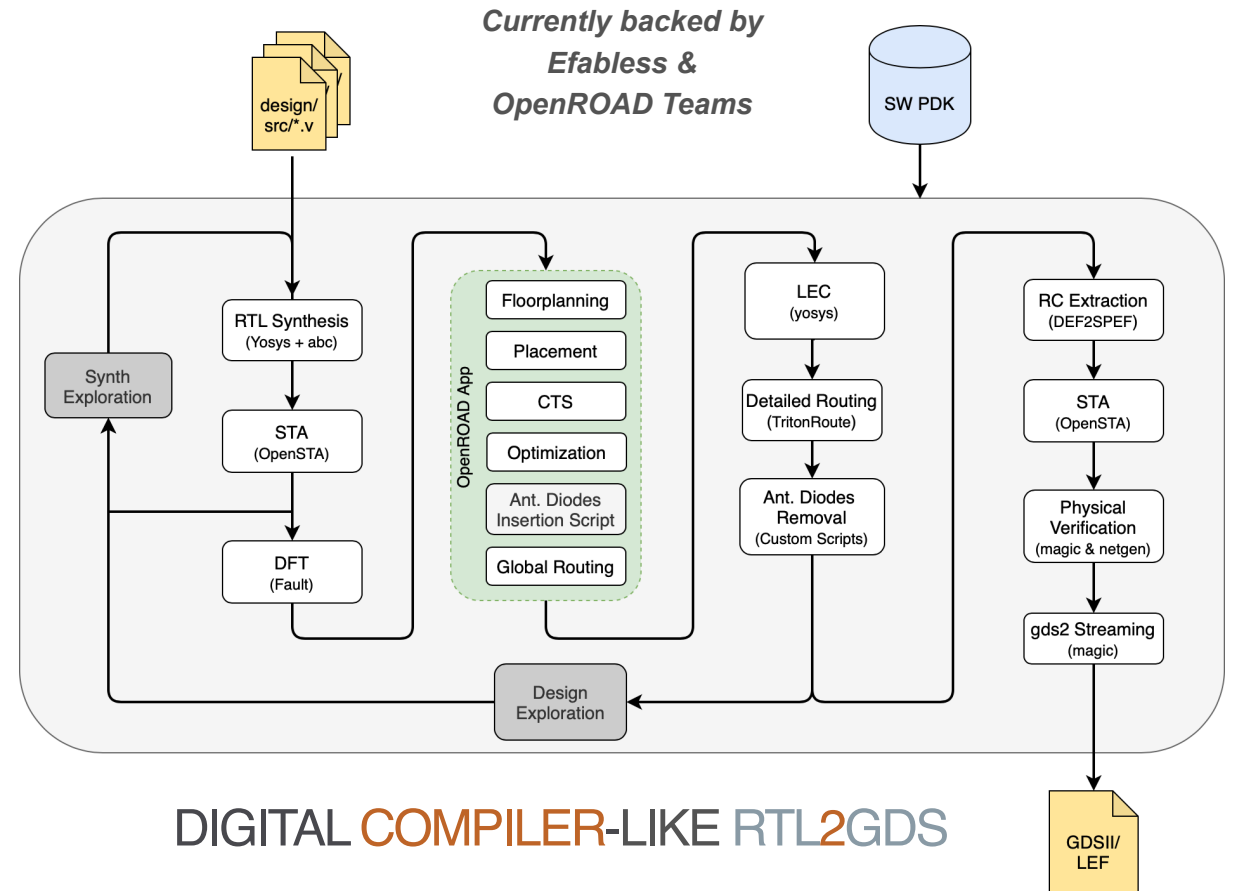 Currently backed by
Efabless &
OpenROAD Teams
design/
src/*.v
SW PDK
RTL Synthesis
(Yosys + abc)
Synth
Exploration
STA
(OpenSTA)
DFT
(Fault)
OpenROAD App
Floorplanning
Placement
CTS
Optimization
Ant. Diodes
Insertion Script
Global Routing
LEC
(yosys)
Detailed Routing
(TritonRoute)
Ant. Diodes
Removal
(Custom Scripts)
Design
Exploration
RC Extraction
(DEF2SPEF)
STA
(OpenSTA)
Physical
Verification
(magic & netgen)
gds2 Streaming
(magic)
GDSII/
LEF
DIGITAL COMPILER-LIKE RTL2GDS